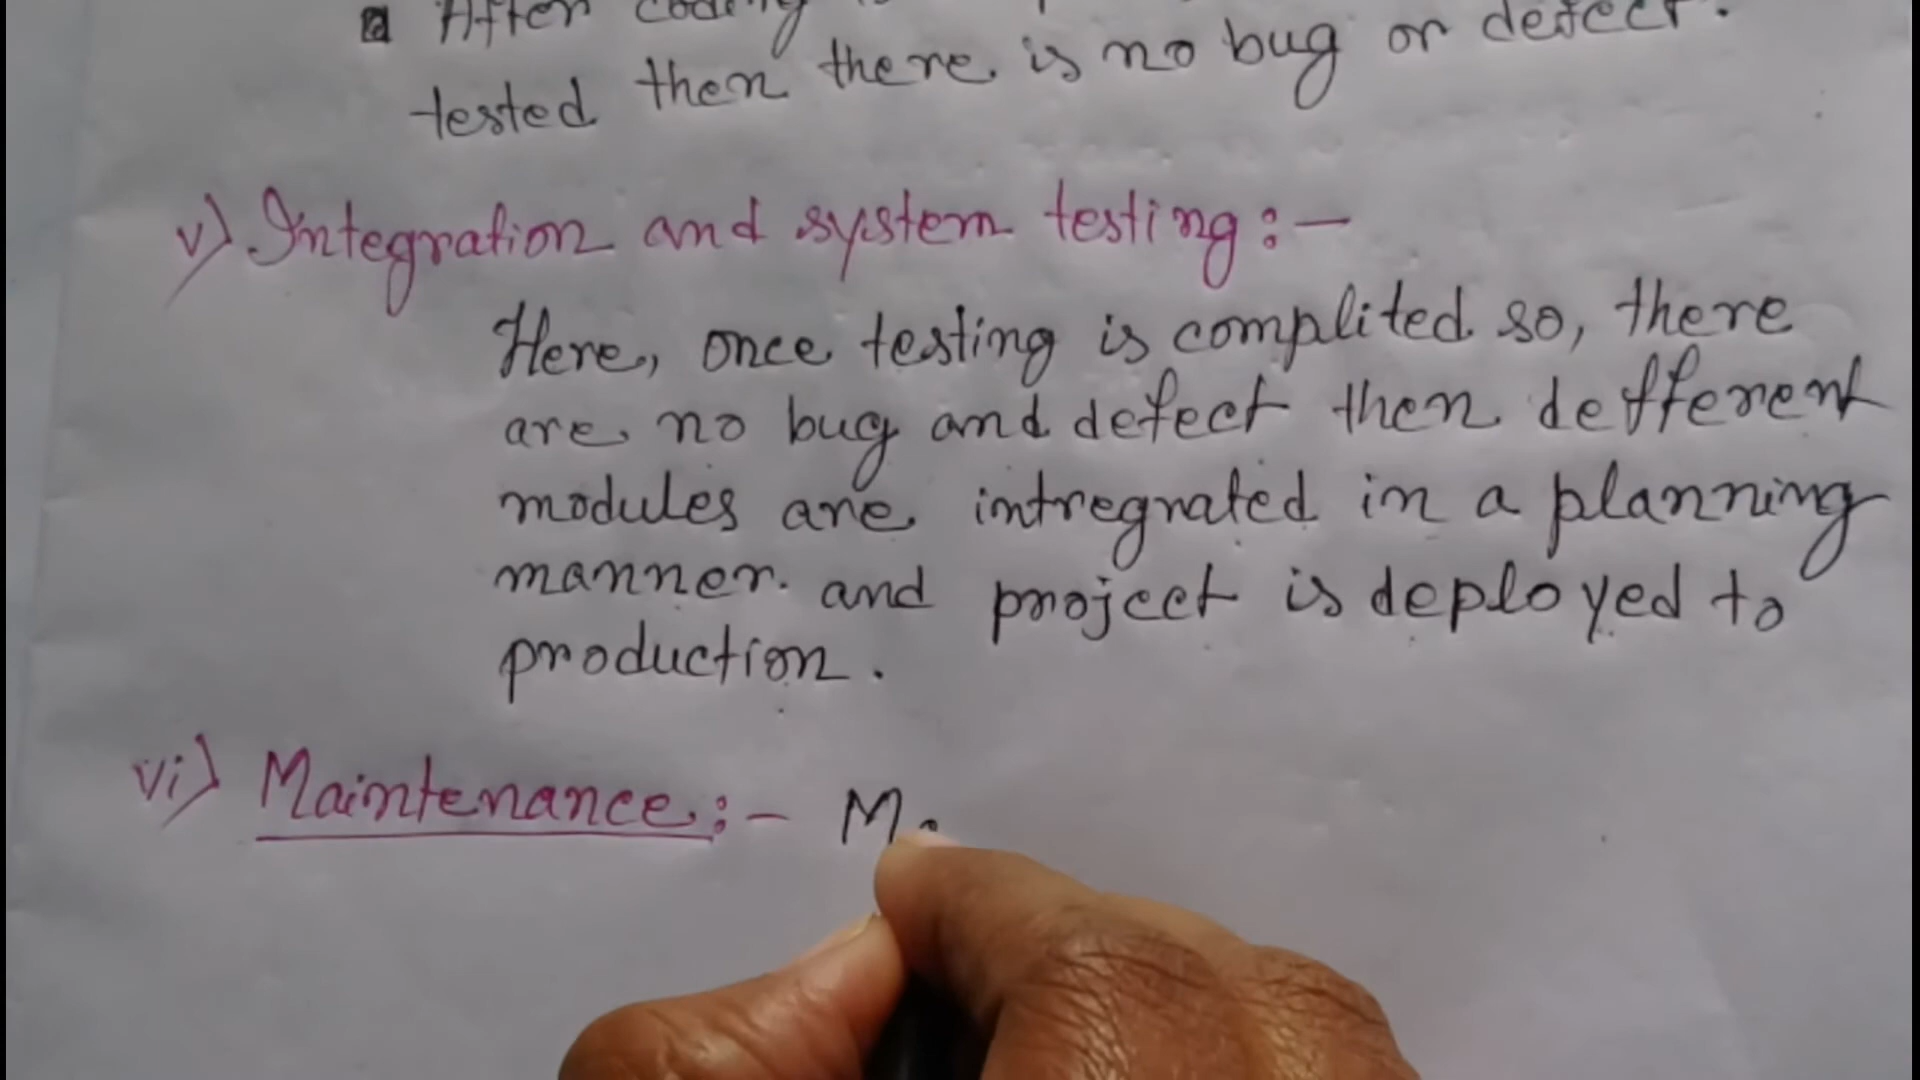 After coding
tested then there is no bug or defect.
v) Integration and system testing :-
Here, once testing is complited so, there
are no bug and defect then defferent
modules are intregrated in a planning
manner. and project is deployed to
production.
vi) Maintenance :- M